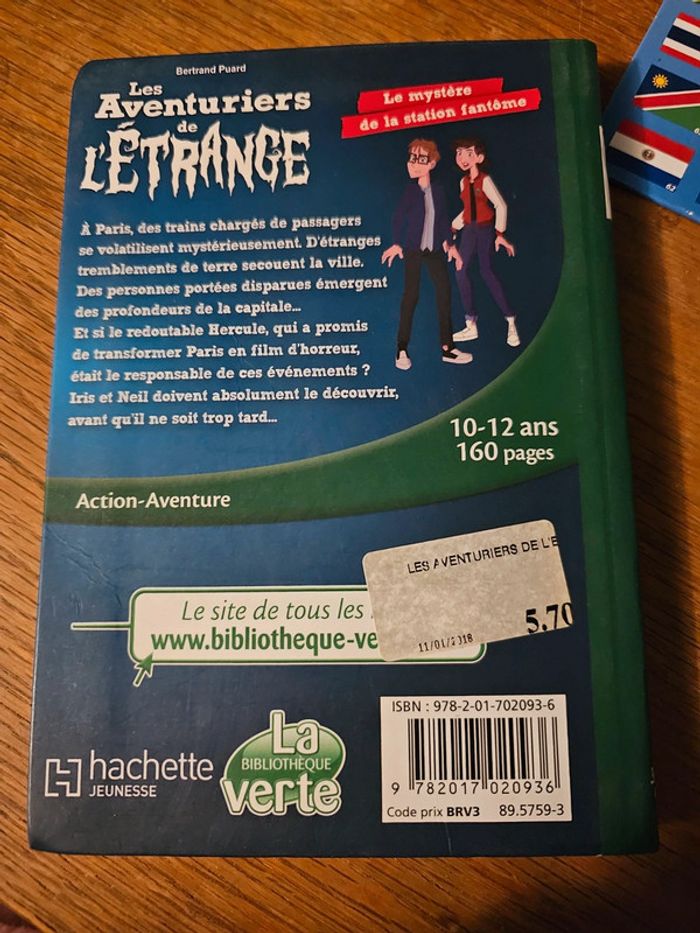 Bertrand Puard
Les
Aventuriers
de
L'ÉTRANGE
Le mystère
de la station fantôme
À Paris, des trains chargés de passagers
se volatilisent mystérieusement. D'étranges
tremblements de terre secouent la ville.
Des personnes portées disparues émergent
des profondeurs de la capitale...
Et si le redoutable Hercule, qui a promis
de transformer Paris en film d'horreur,
était le responsable de ces événements ?
Iris et Neil doivent absolument le découvrir,
avant qu'il ne soit trop tard...
10-12 ans
160 pages
Action-Aventure
LES AVENTURIERS DE L'E
5.70
11/01/2018
Le site de tous les
www.bibliotheque-ve
ISBN : 978-2-01-702093-6
9 782017 020936
Code prix BRV3 89.5759-3
hachette
JEUNESSE
La
BIBLIOTHÈQUE
verte
62